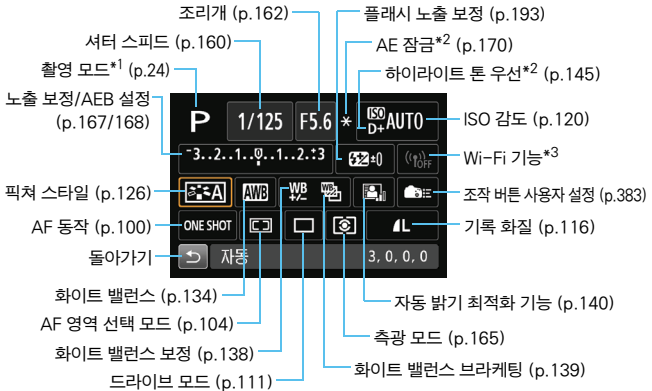 조리개 (p.162)
플래시 노출 보정 (p.193)
셔터 스피드 (p.160)
AE 잠금*2 (p.170)
촬영 모드*1 (p.24)
하이라이트 톤 우선*2 (p.145)
노출 보정/AEB 설정
(p.167/168)
P 1/125 F5.6 * ISO D+ AUTO
ISO 감도 (p.120)
-3..2..1..0..1..2.+3 ±0 OFF
Wi-Fi 기능*3
픽쳐 스타일 (p.126)
A AWB WB +/- WB
조작 버튼 사용자 설정 (p.383)
AF 동작 (p.100)
ONE SHOT L
기록 화질 (p.116)
돌아가기
자동 3, 0, 0, 0
화이트 밸런스 (p.134)
자동 밝기 최적화 기능 (p.140)
AF 영역 선택 모드 (p.104)
측광 모드 (p.165)
화이트 밸런스 보정 (p.138)
화이트 밸런스 브라케팅 (p.139)
드라이브 모드 (p.111)